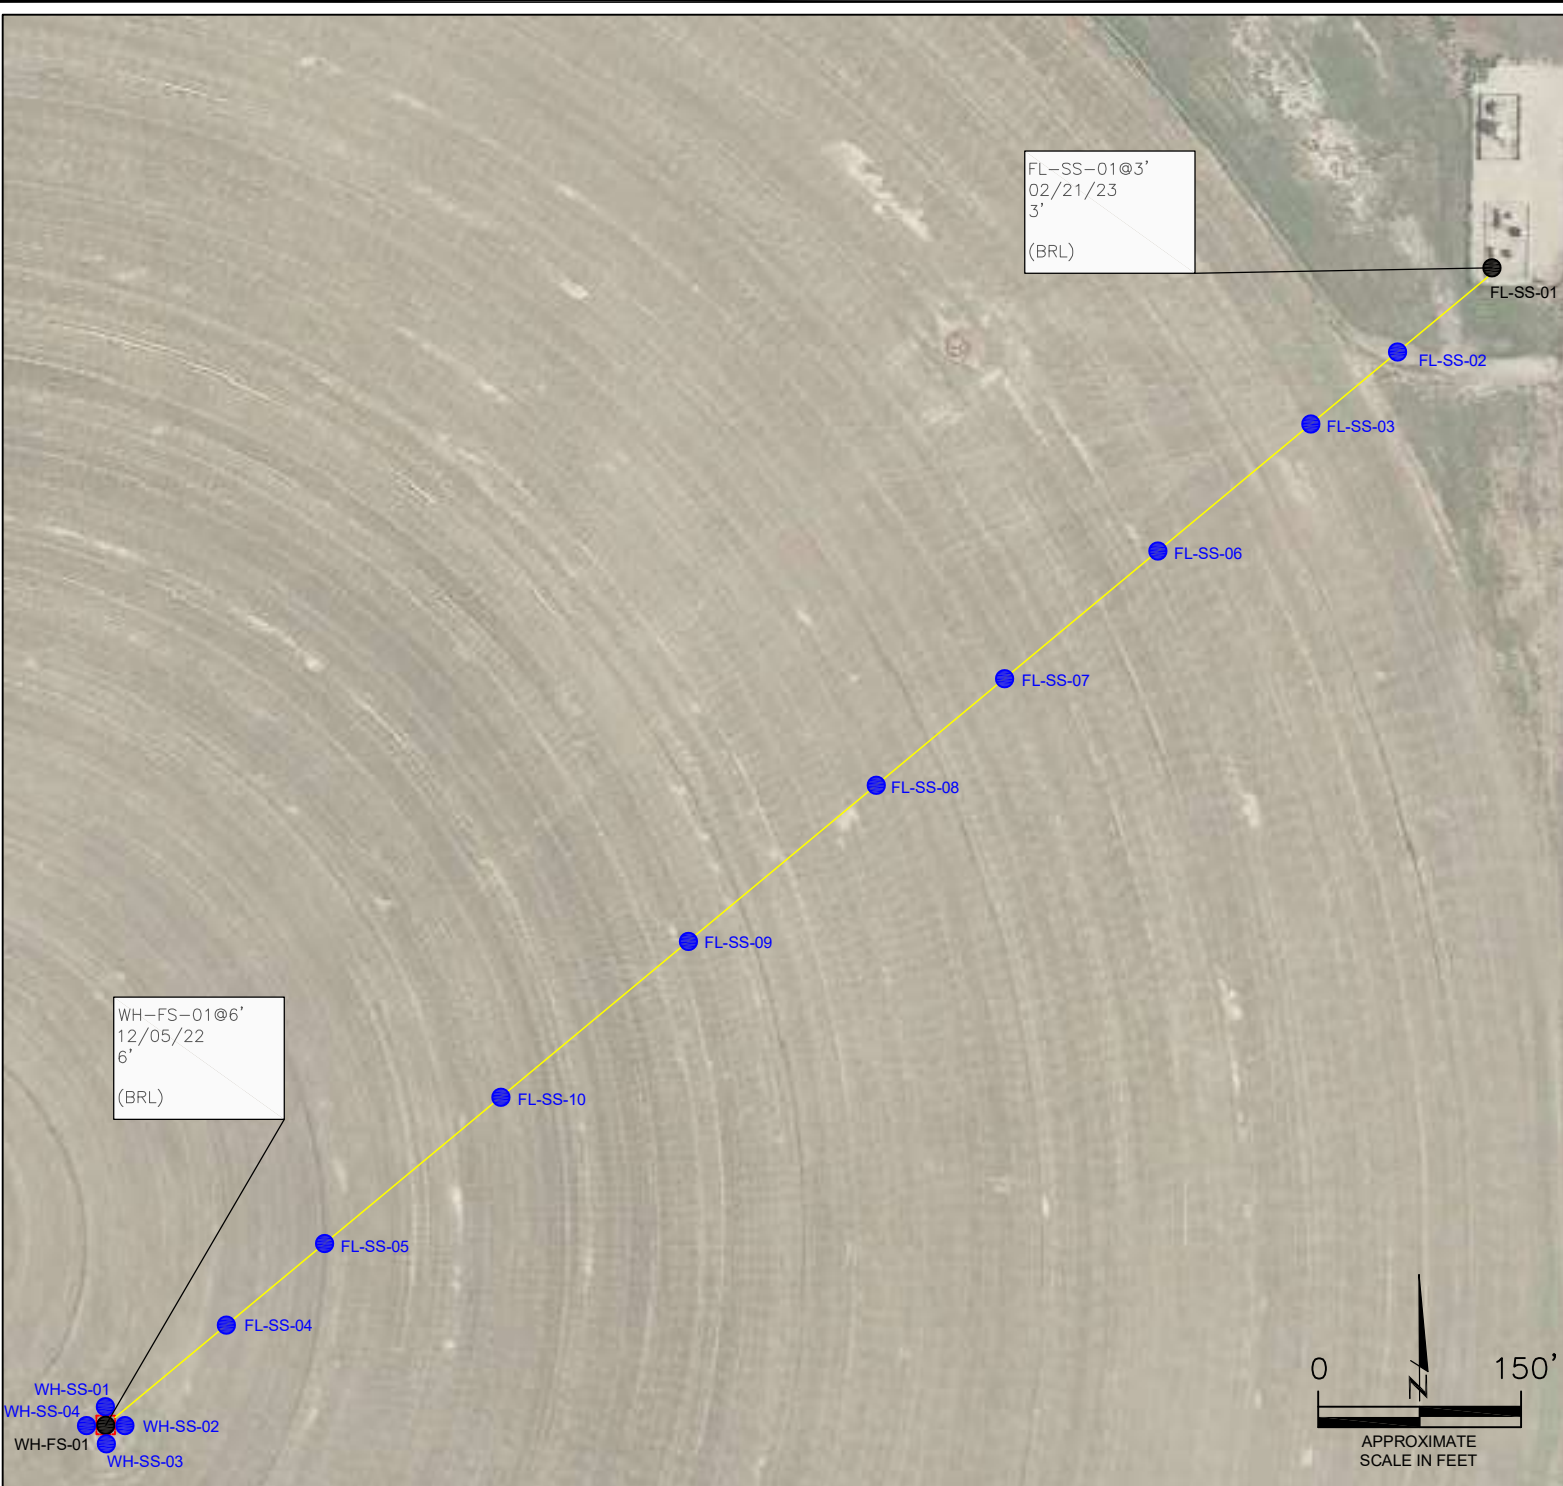 FL-SS-01@3'
02/21/23
3'
(BRL)
FL-SS-01
FL-SS-02
FL-SS-03
FL-SS-06
FL-SS-07
FL-SS-08
FL-SS-09
WH-FS-01@6'
12/05/22
6'
(BRL)
FL-SS-10
FL-SS-05
FL-SS-04
WH-SS-01
WH-SS-04
WH-SS-02
WH-FS-01
WH-SS-03
0 150'
N
APPROXIMATE
SCALE IN FEET